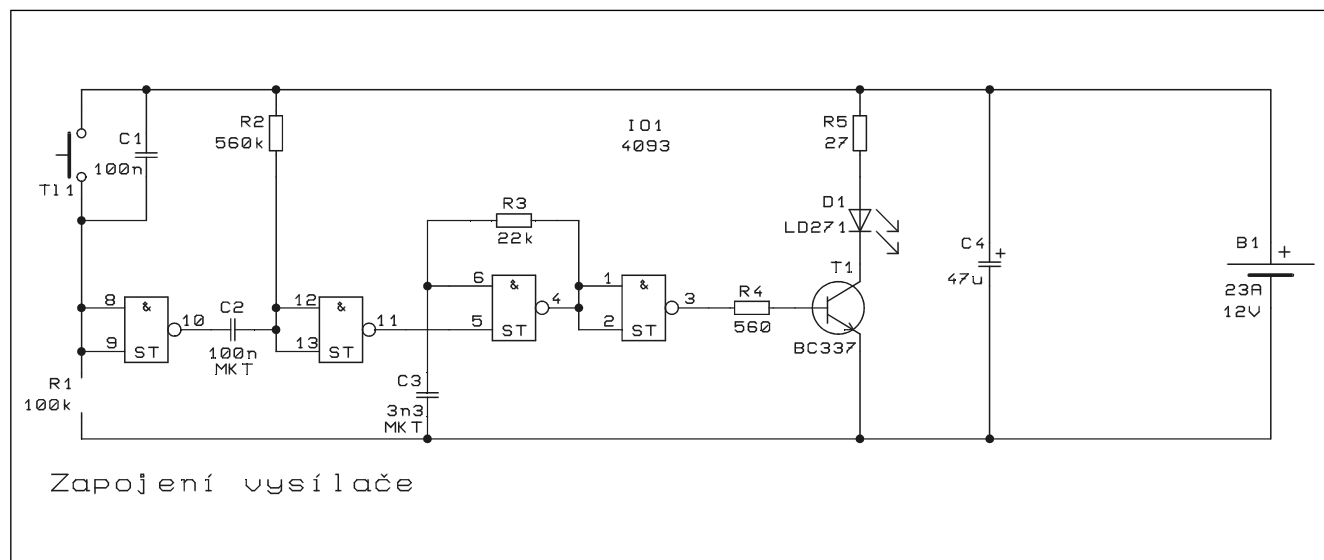 R2
560k
C1
100n
Tl1
IO1
4093
R5
27
R3
22k
D1
LD271
C4
+
47u
B1
+
23A
12V
T1
BC337
8
&
9
ST
10
C2
100n
MKT
12
&
13
ST
11
6
&
5
ST
4
1
&
2
ST
3
R4
560
R1
100k
C3
3n3
MKT
Zapojení vysílače